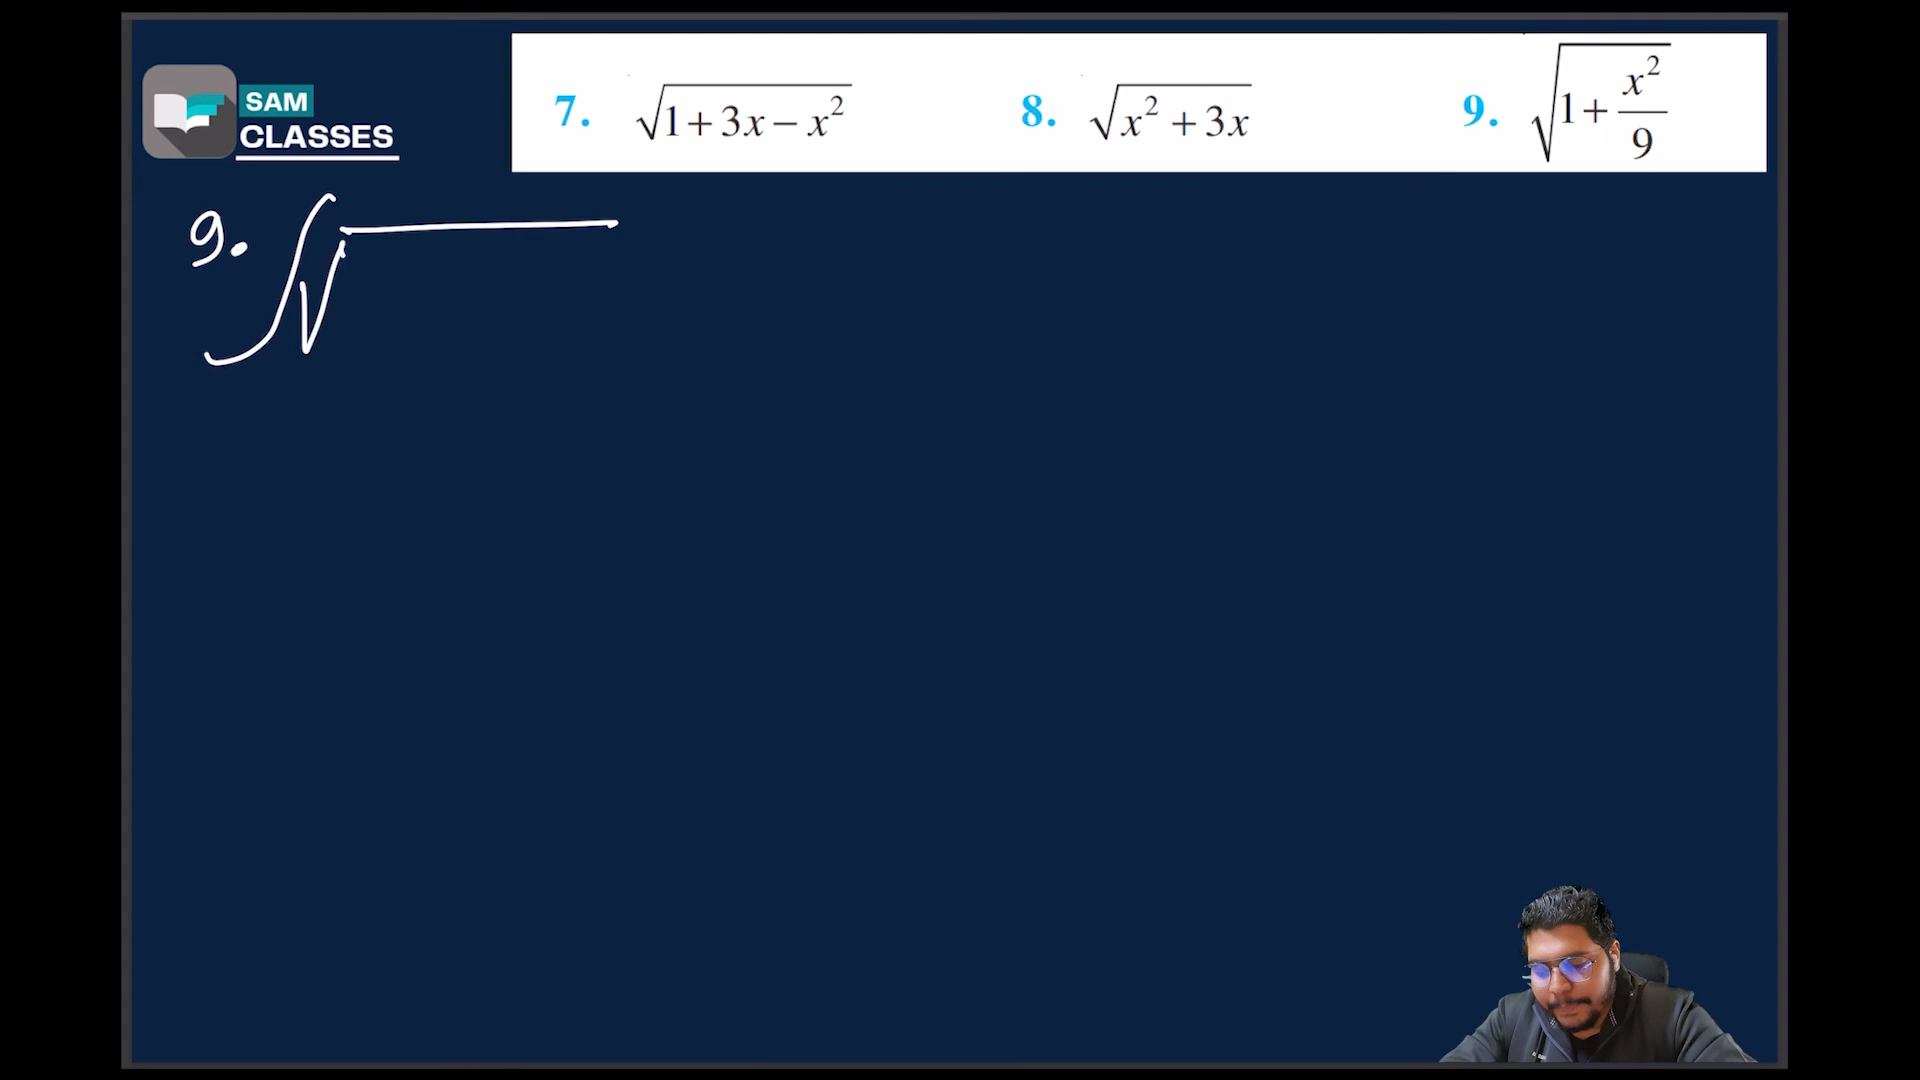 SAM
CLASSES
7. √(1 + 3x − x²) 8. √(x² + 3x) 9. √(1 + x²/9)
9. ∫√